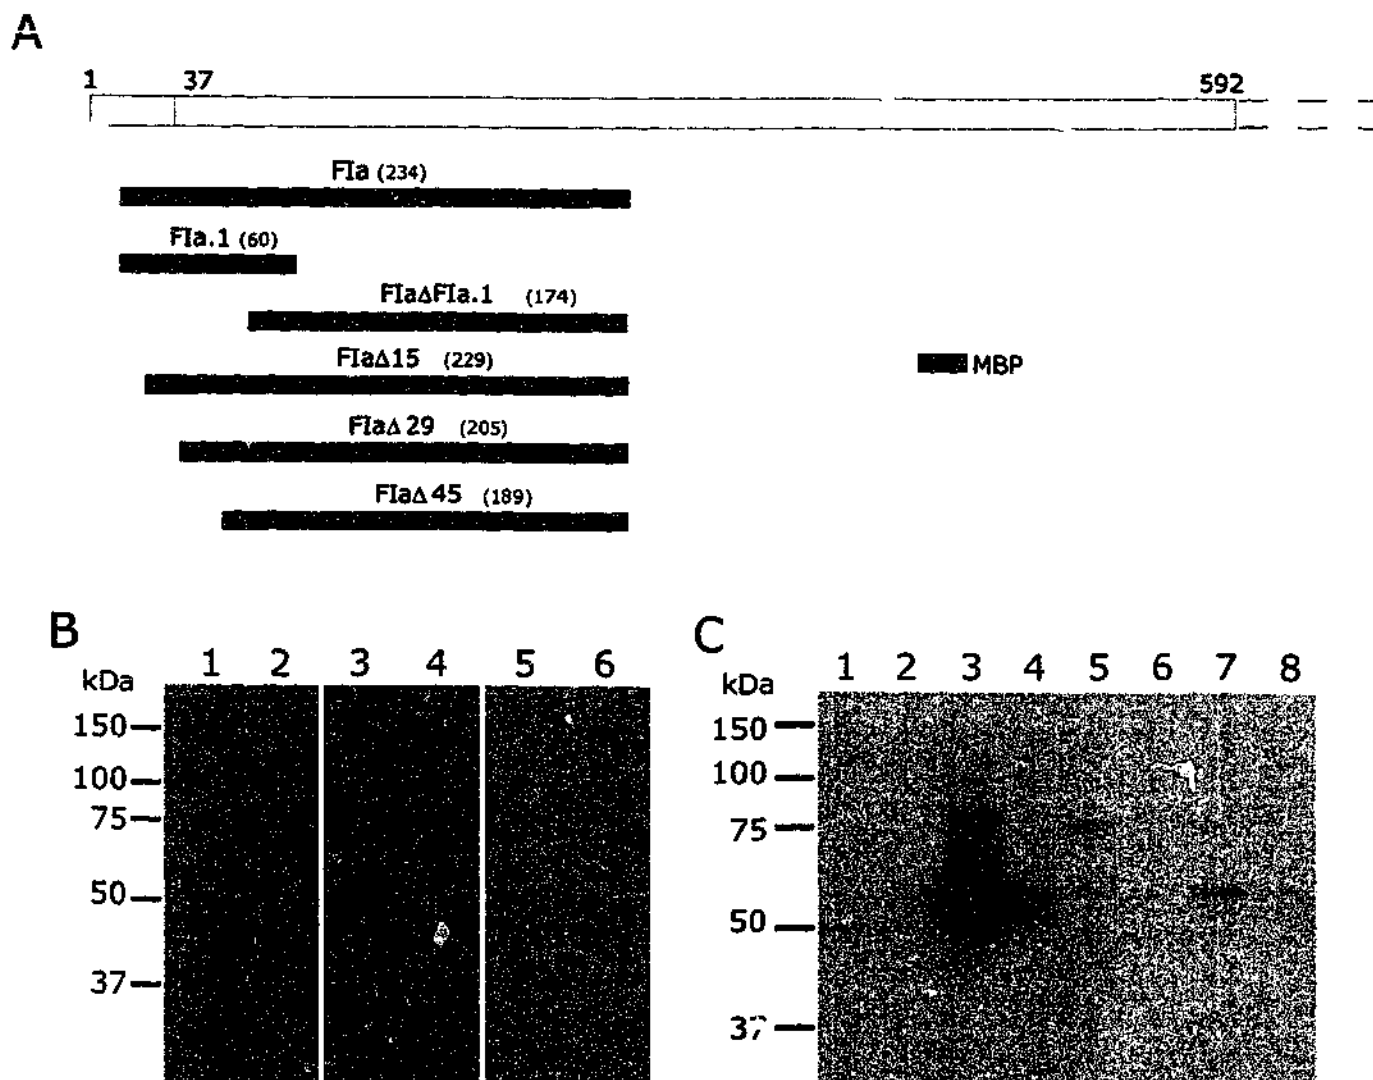 A
1 37 592
FIa (234)
FIa.1 (60)
FIaΔFIa.1 (174)
FIaΔ15 (229)
MBP
FIaΔ 29 (205)
FIaΔ 45 (189)
B
1 2 3 4 5 6
kDa
150
100
75
50
37
C
1 2 3 4 5 6 7 8
kDa
150
100
75
50
37